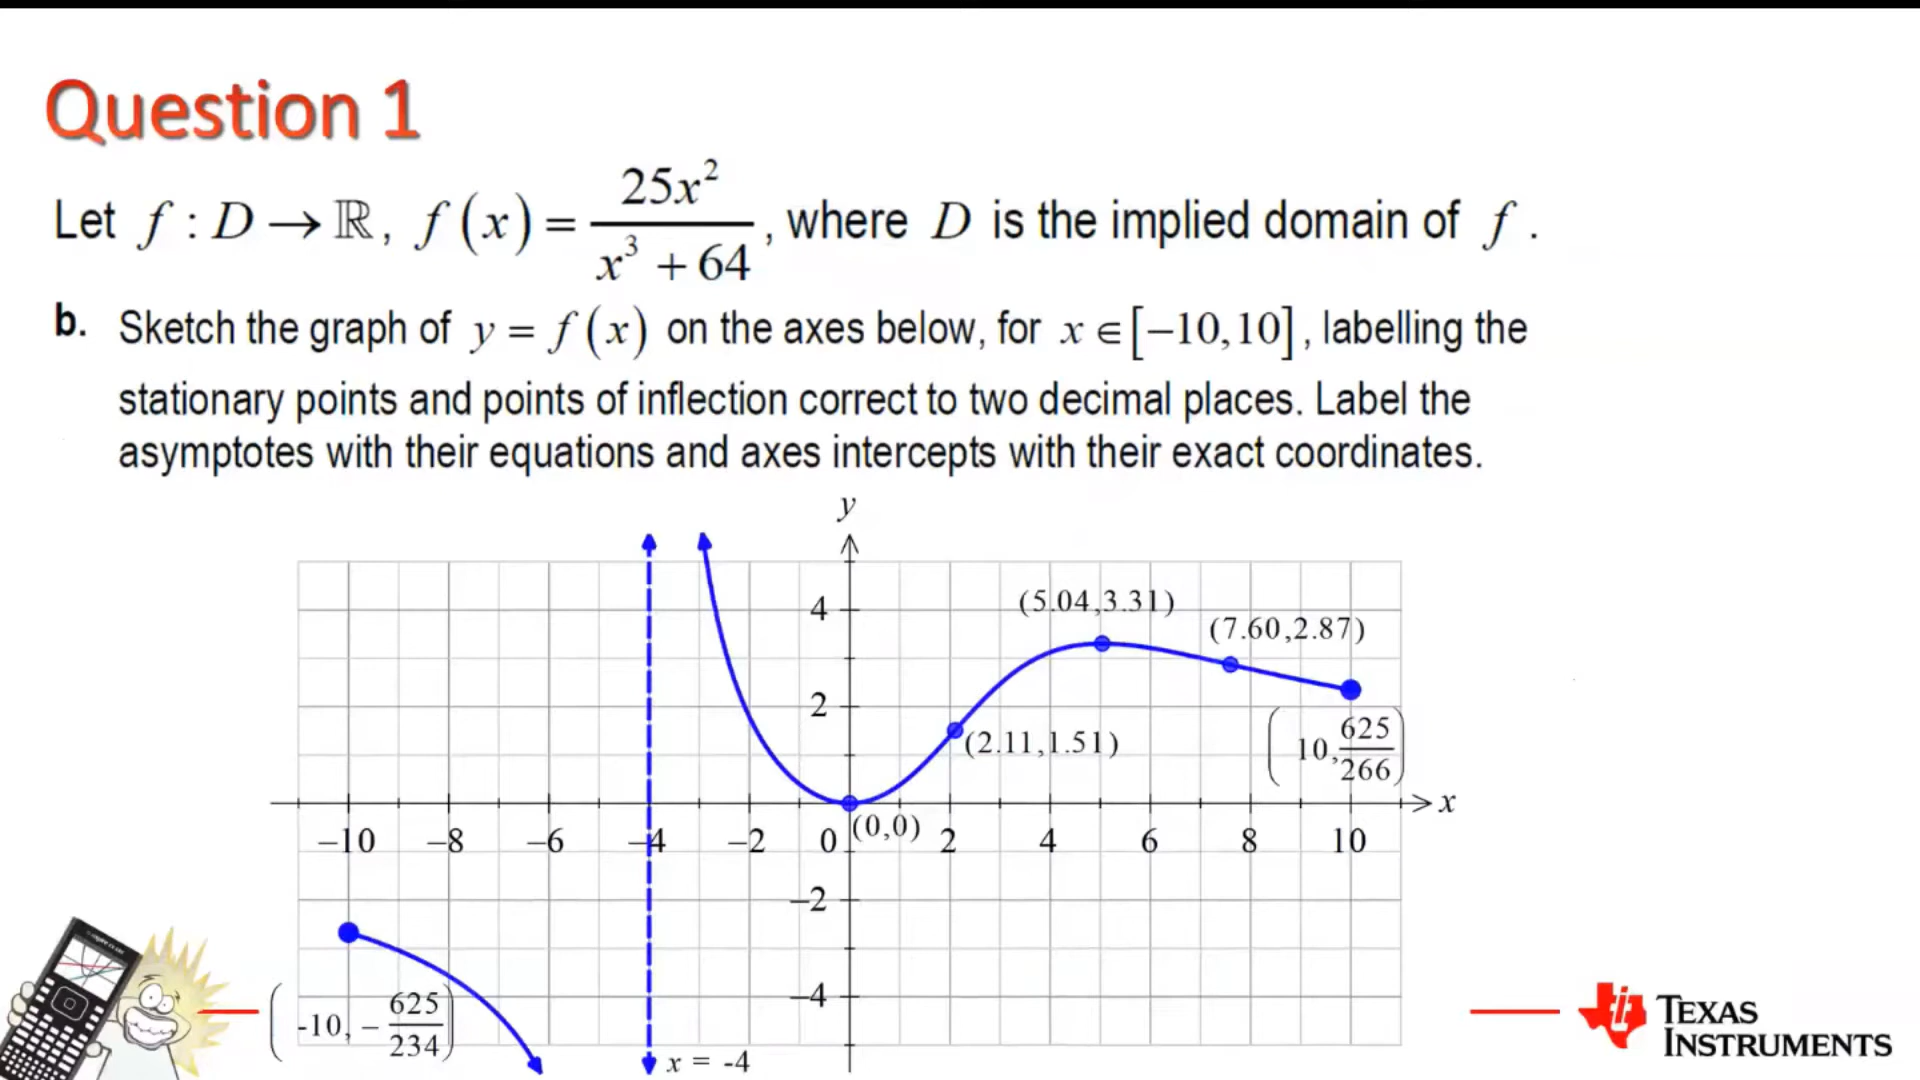 Question 1
Let f : D → ℝ, f(x) = 25x²/(x³ + 64), where D is the implied domain of f.
b. Sketch the graph of y = f(x) on the axes below, for x ∈ [−10,10], labelling the
stationary points and points of inflection correct to two decimal places. Label the
asymptotes with their equations and axes intercepts with their exact coordinates.
y
4 (5.04,3.31)
(7.60,2.87)
2
(2.11,1.51)
(10, 625/266)
x
−10 −8 −6 −4 −2 0 (0,0) 2 4 6 8 10
−2
−4
(-10, −625/234)
x = -4
TEXAS
INSTRUMENTS